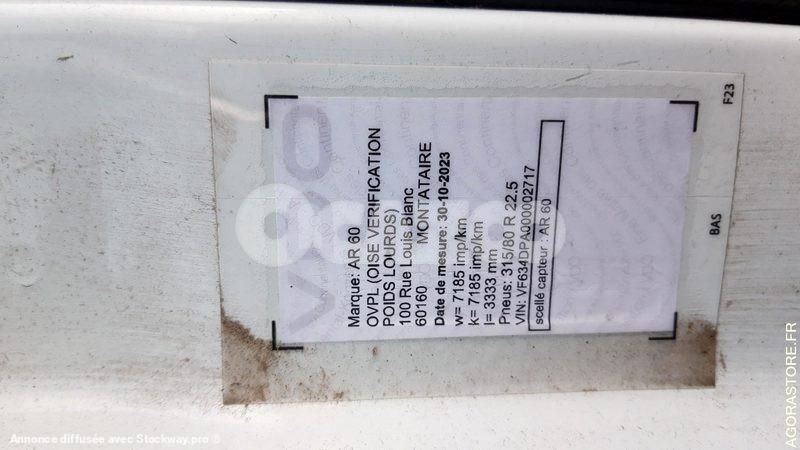 Marque: AR 60
OVPL (OISE VERIFICATION
POIDS LOURDS)
100 Rue Louis Blanc
60160 MONTATAIRE
Date de mesure: 30-10-2023
w= 7185 imp/km
k= 7185 imp/km
l= 3333 mm
Pneus: 315/80 R 22.5
VIN: VF634DPA000002717
scellé capteur : AR 60
BAS
F23
VDO
Annonce diffusée avec Stockway.pro ®
AGORASTORE.FR